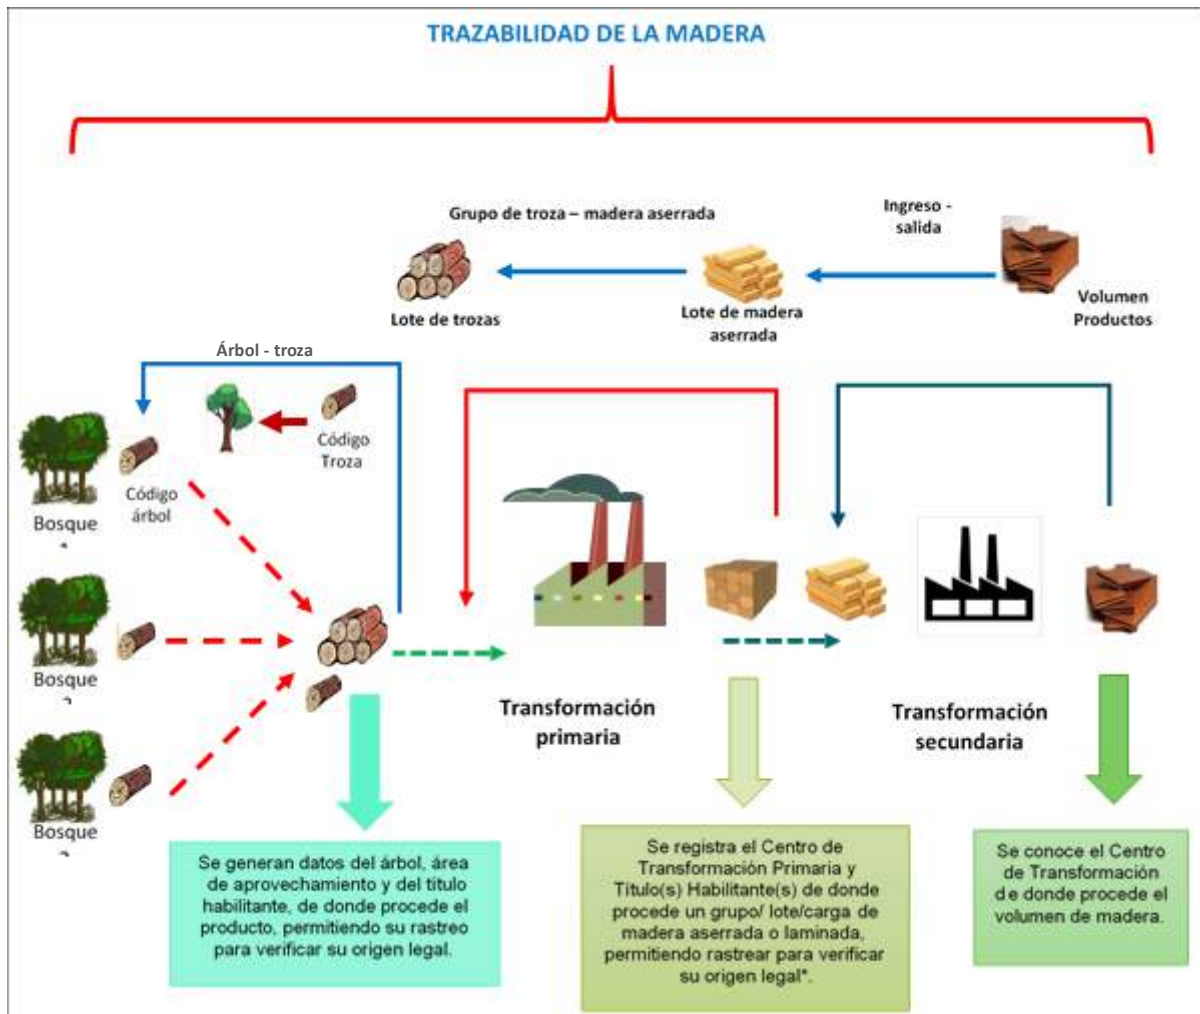 TRAZABILIDAD DE LA MADERA
Grupo de troza – madera aserrada
Ingreso -
salida
Lote de trozas
Lote de madera
aserrada
Volumen
Productos
Árbol - troza
Código
Troza
Código
árbol
Bosque
Bosque
Bosque
Transformación
primaria
Transformación
secundaria
Se generan datos del árbol, área
de aprovechamiento y del título
habilitante, de donde procede el
producto, permitiendo su rastreo
para verificar su origen legal.
Se registra el Centro de
Transformación Primaria y
Título(s) Habilitante(s) de donde
procede un grupo/ lote/carga de
madera aserrada o laminada,
permitiendo rastrear para verificar
su origen legal*.
Se conoce el Centro
de Transformación
de donde procede el
volumen de madera.